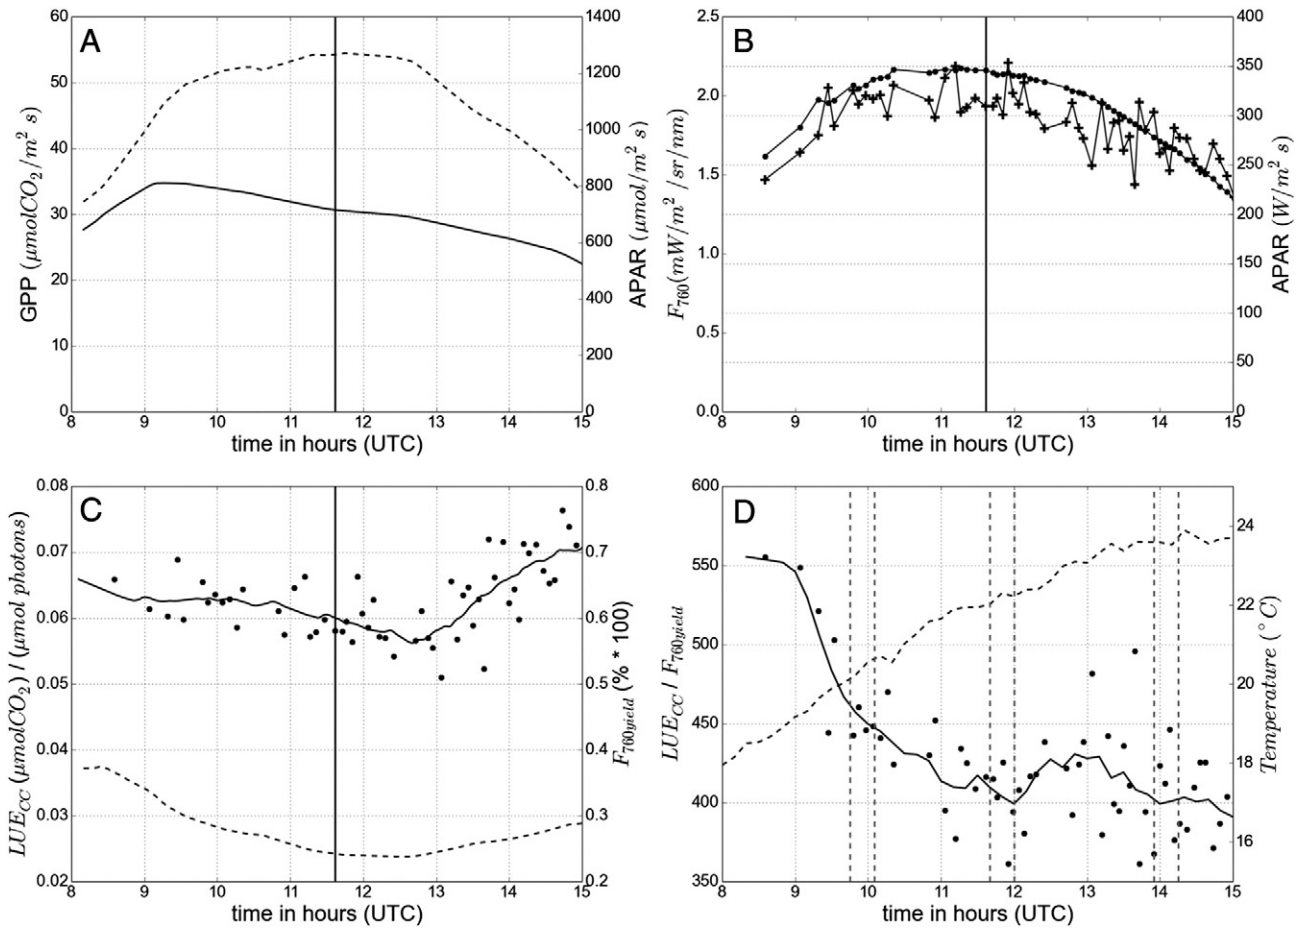 A
B
60
50
40
30
20
10
0
GPP (μmolCO₂/m² s)
1400
1200
1000
800
600
400
200
0
APAR (μmol/m² s)
8 9 10 11 12 13 14 15
time in hours (UTC)
2.5
2.0
1.5
1.0
0.5
0.0
F₇₆₀(mW/m²/sr/nm)
400
350
300
250
200
150
100
50
0
APAR (W/m² s)
8 9 10 11 12 13 14 15
time in hours (UTC)
C
D
0.08
0.07
0.06
0.05
0.04
0.03
0.02
LUE_CC (μmolCO₂)/(μmol photons)
0.8
0.7
0.6
0.5
0.4
0.3
0.2
F₇₆₀yield (% * 100)
8 9 10 11 12 13 14 15
time in hours (UTC)
600
550
500
450
400
350
LUE_CC / F₇₆₀yield
24
22
20
18
16
Temperature (°C)
8 9 10 11 12 13 14 15
time in hours (UTC)